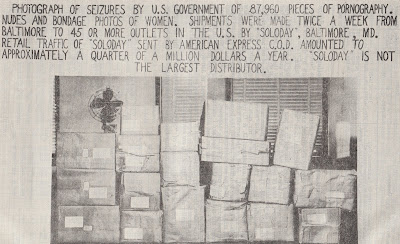 PHOTOGRAPH OF SEIZURES BY U.S. GOVERNMENT OF 87,960 PIECES OF PORNOGRAPHY.
NUDES AND BONDAGE PHOTOS OF WOMEN. SHIPMENTS WERE MADE TWICE A WEEK FROM
BALTIMORE TO 45 OR MORE OUTLETS IN THE U.S. BY "SOLODAY", BALTIMORE, MD.
RETAIL TRAFFIC OF "SOLODAY" SENT BY AMERICAN EXPRESS C.O.D. AMOUNTED TO
APPROXIMATELY A QUARTER OF A MILLION DOLLARS A YEAR. "SOLODAY" IS NOT
THE LARGEST DISTRIBUTOR.